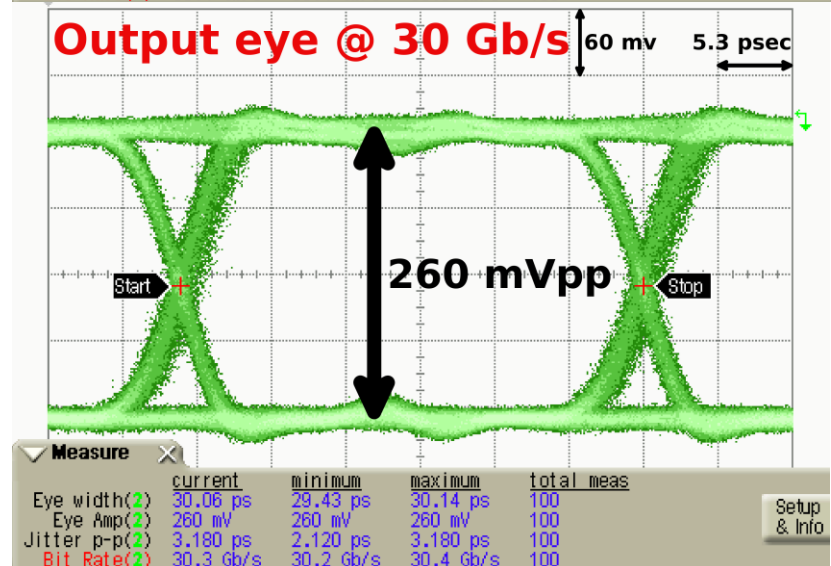 Output eye @ 30 Gb/s
60 mv
5.3 psec
260 mVpp
Start
Stop
Measure
current minimum maximum total meas
Eye width(2) 30.06 ps 29.43 ps 30.14 ps 100
Eye Amp(2) 260 mV 260 mV 260 mV 100
Jitter p-p(2) 3.180 ps 2.120 ps 3.180 ps 100
Bit Rate(2) 30.3 Gb/s 30.2 Gb/s 30.4 Gb/s 100
Setup
& Info